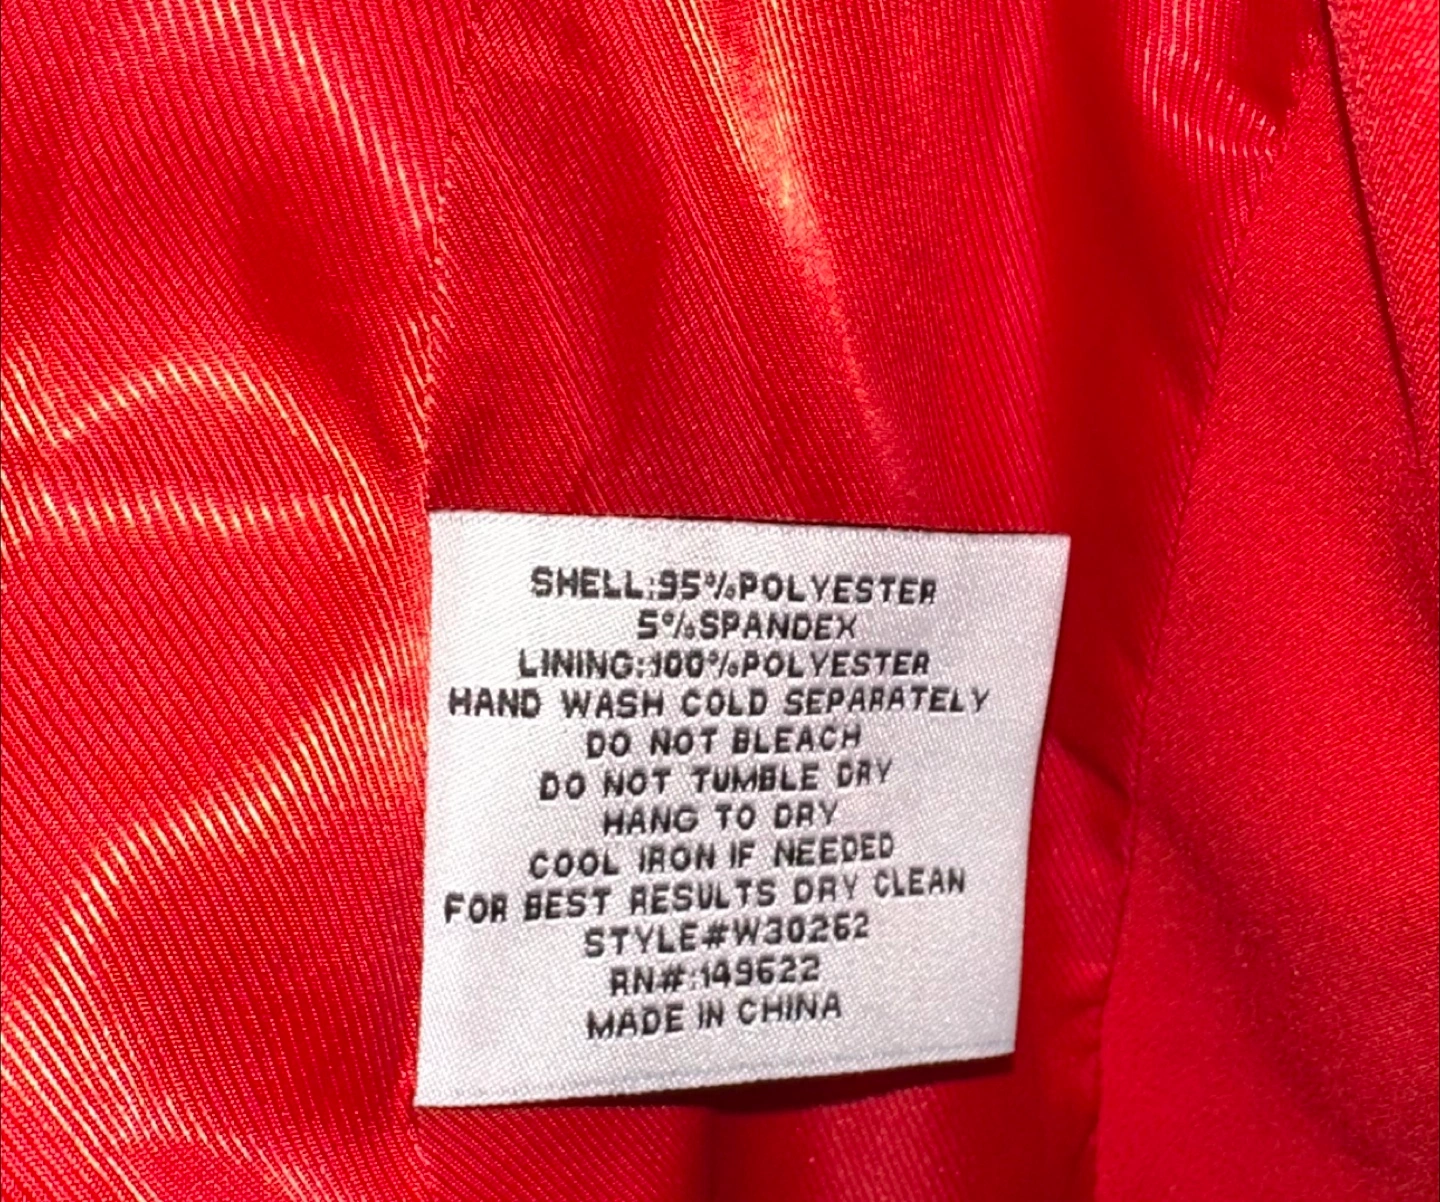 SHELL:95%POLYESTER
5%SPANDEX
LINING:100%POLYESTER
HAND WASH COLD SEPARATELY
DO NOT BLEACH
DO NOT TUMBLE DRY
HANG TO DRY
COOL IRON IF NEEDED
FOR BEST RESULTS DRY CLEAN
STYLE#W30262
RN#:149622
MADE IN CHINA